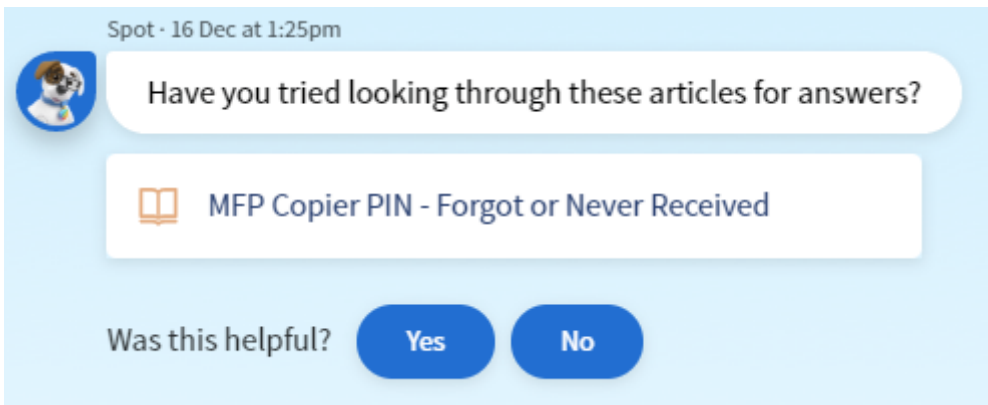 Spot · 16 Dec at 1:25pm
Have you tried looking through these articles for answers?
MFP Copier PIN - Forgot or Never Received
Was this helpful? Yes No